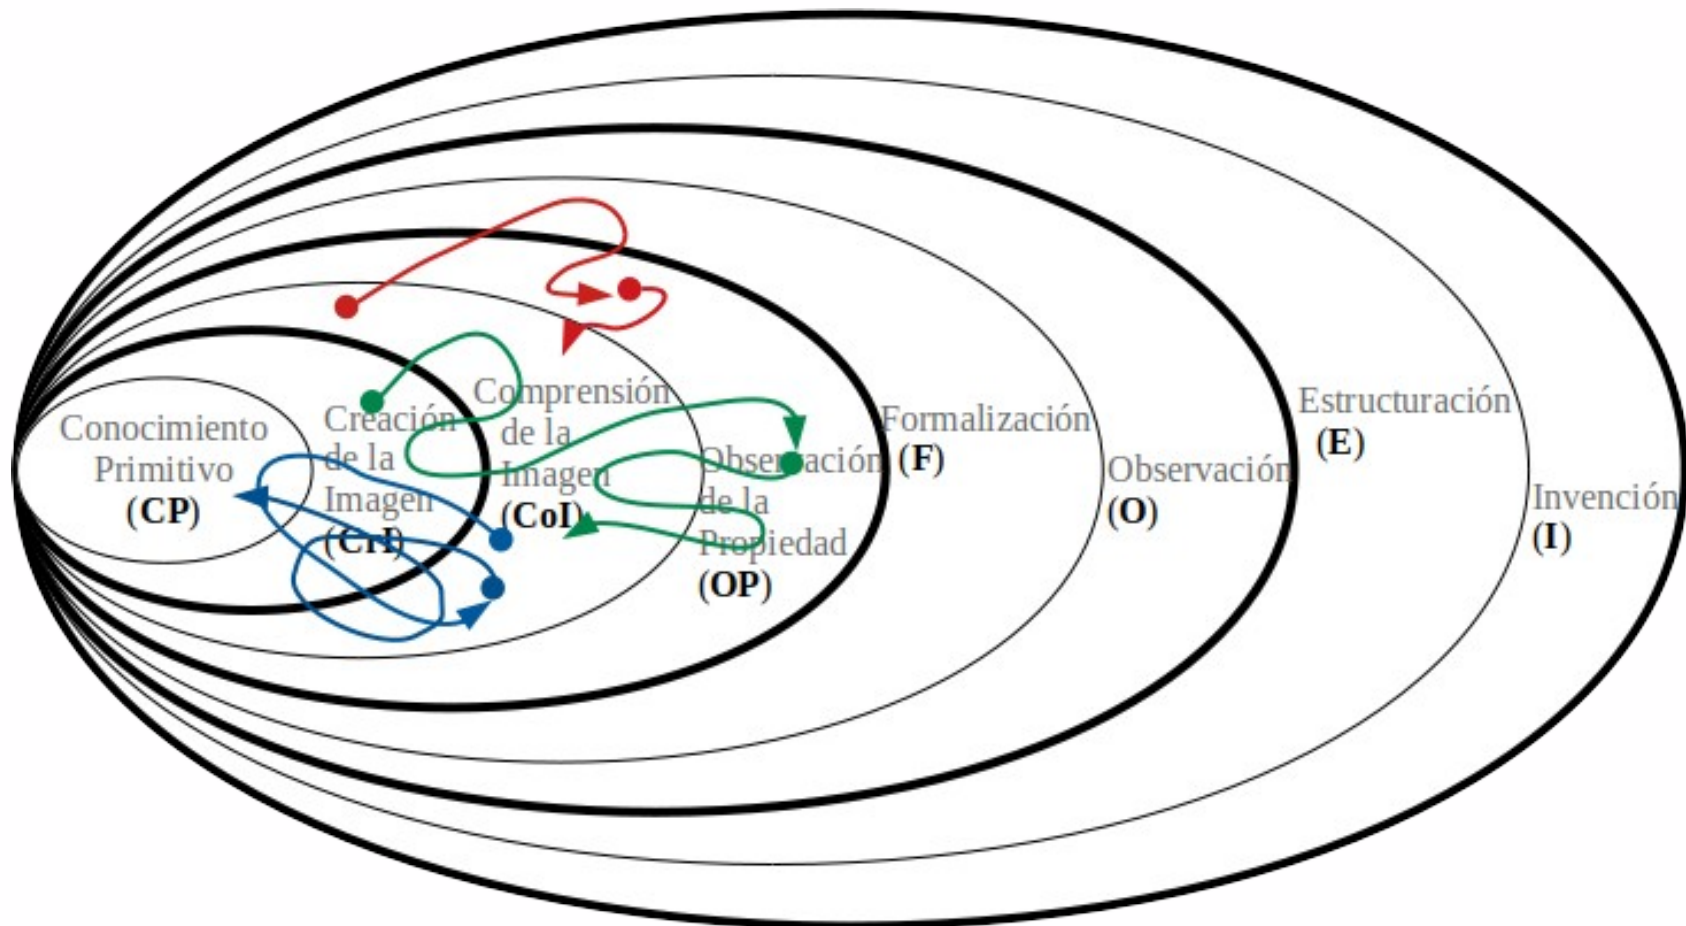 Conocimiento
Primitivo
(CP)
Creación
de la
Imagen
(CrI)
Comprensión
de la
Imagen
(CoI)
Observación
de la
Propiedad
(OP)
Formalización
(F)
Observación
(O)
Estructuración
(E)
Invención
(I)